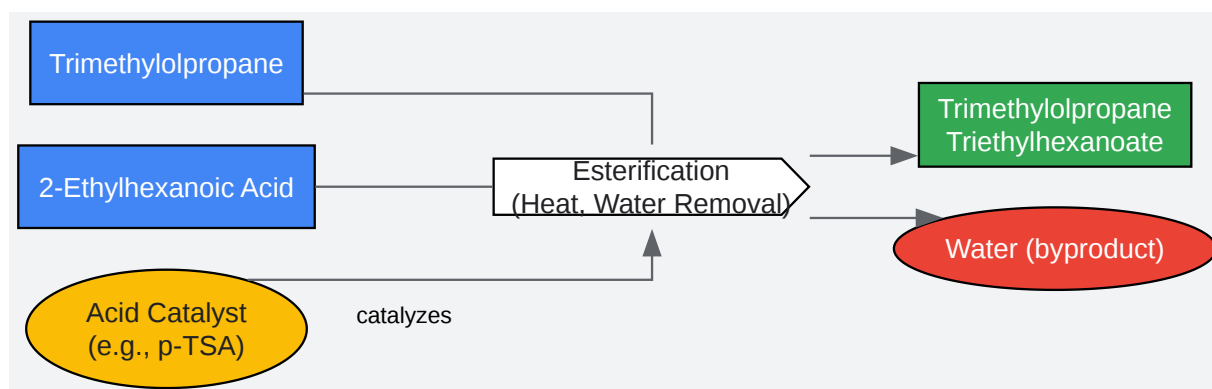 Trimethylolpropane
2-Ethylhexanoic Acid
Acid Catalyst
(e.g., p-TSA)
catalyzes
Esterification
(Heat, Water Removal)
Trimethylolpropane
Triethylhexanoate
Water (byproduct)